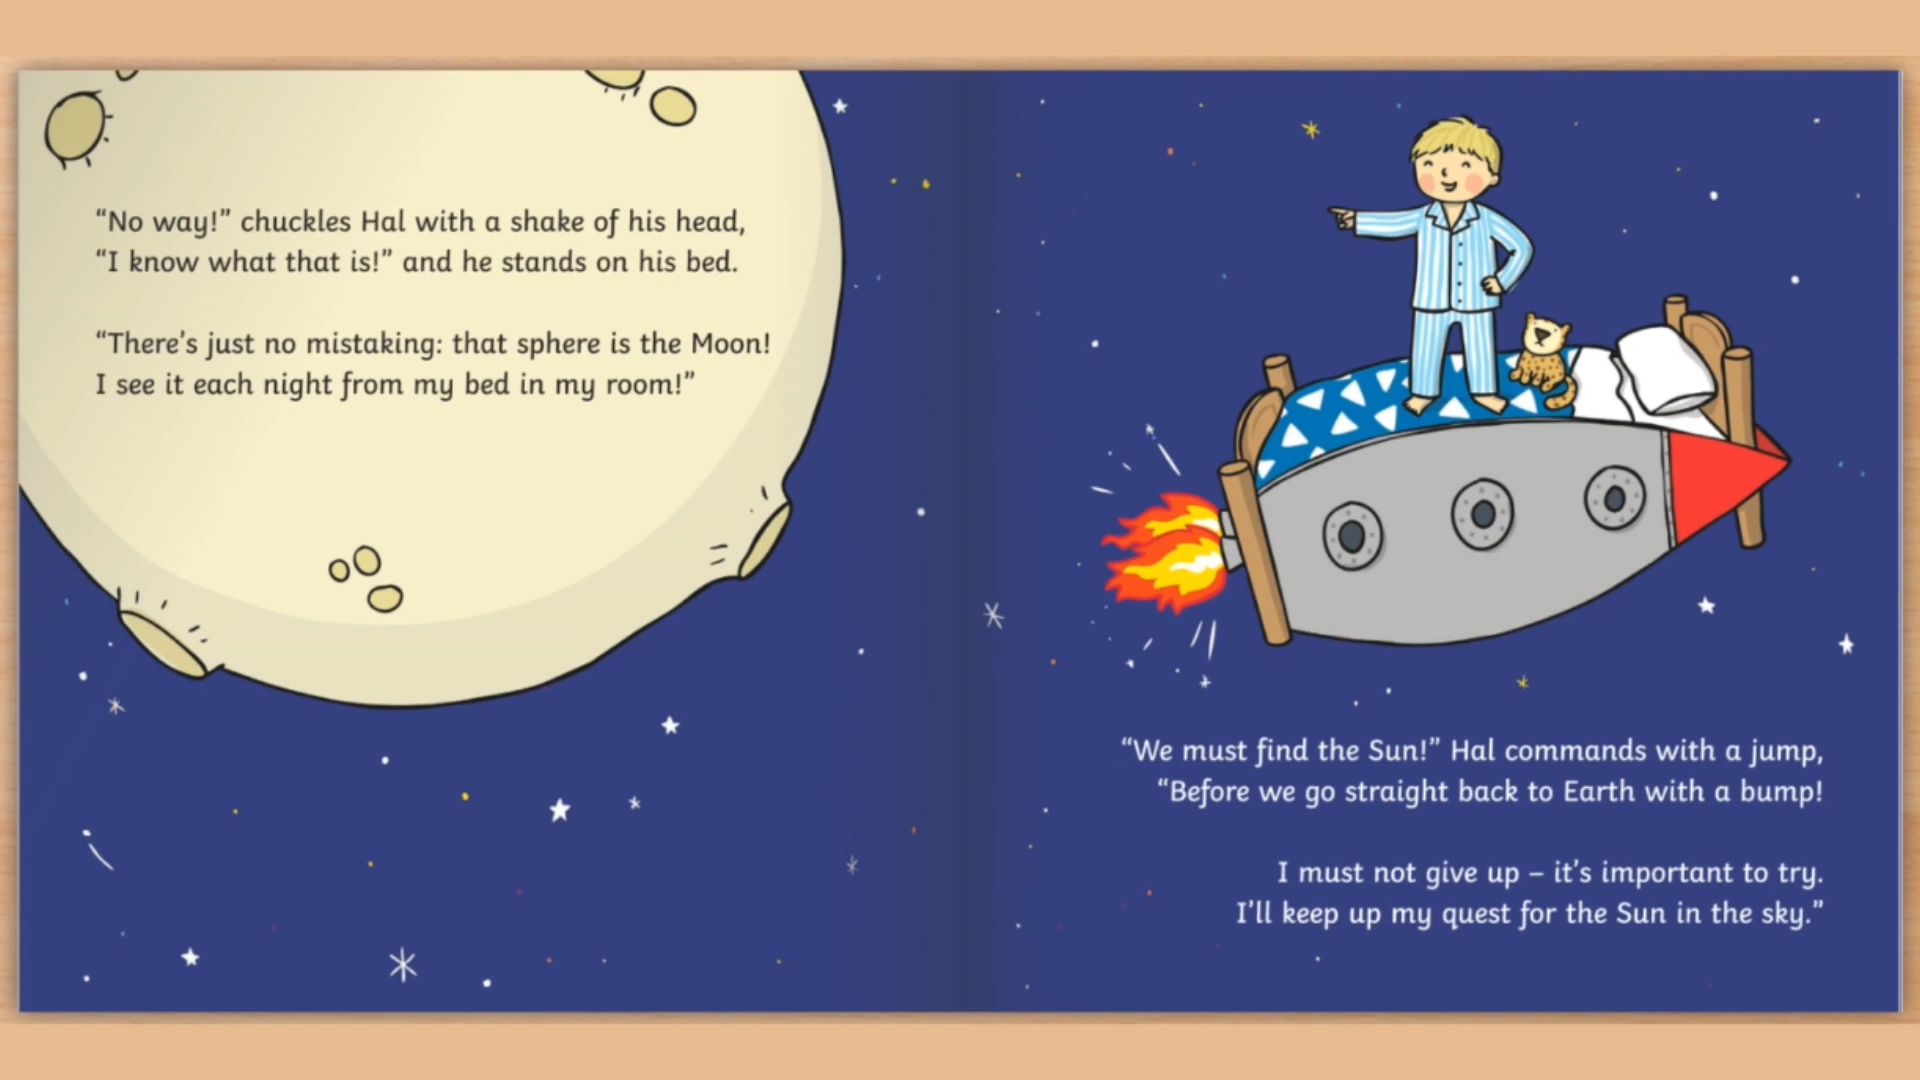 “No way!” chuckles Hal with a shake of his head,
“I know what that is!” and he stands on his bed.
“There’s just no mistaking: that sphere is the Moon!
I see it each night from my bed in my room!”
“We must find the Sun!” Hal commands with a jump,
“Before we go straight back to Earth with a bump!
I must not give up – it’s important to try.
I’ll keep up my quest for the Sun in the sky.”